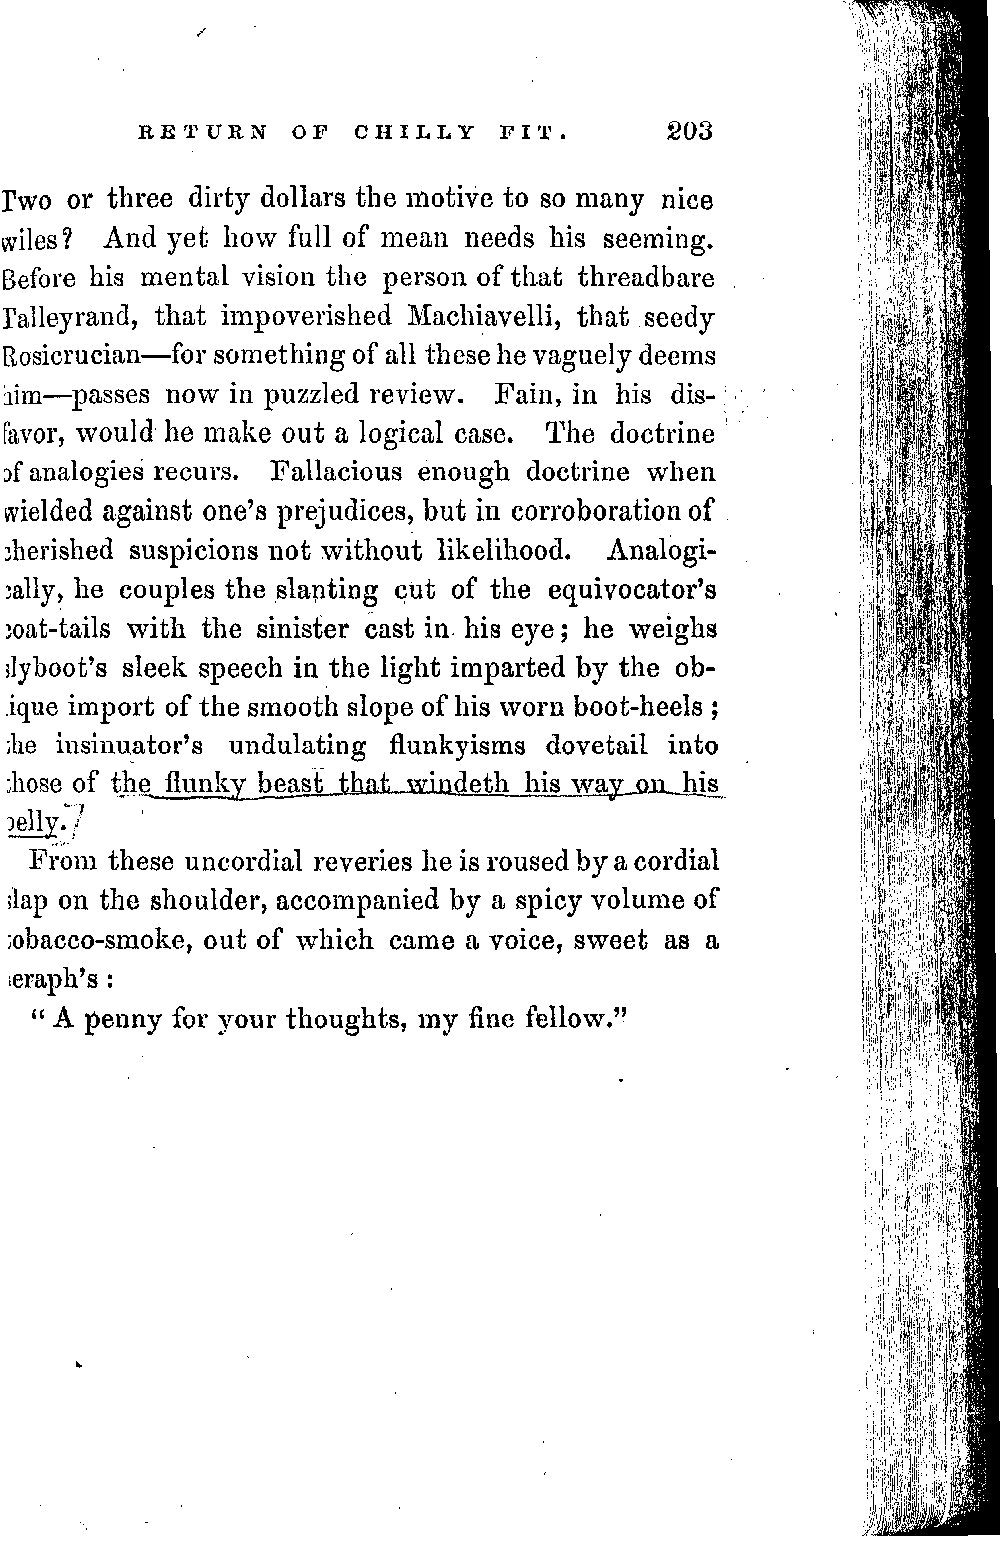 RETURN OF CHILLY FIT. 203
Two or three dirty dollars the motive to so many nice
wiles? And yet how full of mean needs his seeming.
Before his mental vision the person of that threadbare
Talleyrand, that impoverished Machiavelli, that seedy
Rosicrucian—for something of all these he vaguely deems
him—passes now in puzzled review. Fain, in his dis-
favor, would he make out a logical case. The doctrine
of analogies recurs. Fallacious enough doctrine when
wielded against one's prejudices, but in corroboration of
cherished suspicions not without likelihood. Analogi-
cally, he couples the slanting cut of the equivocator's
coat-tails with the sinister cast in his eye; he weighs
slyboot's sleek speech in the light imparted by the ob-
lique import of the smooth slope of his worn boot-heels;
the insinuator's undulating flunkyisms dovetail into
those of the flunky beast that windeth his way on his
belly.
From these uncordial reveries he is roused by a cordial
slap on the shoulder, accompanied by a spicy volume of
tobacco-smoke, out of which came a voice, sweet as a
seraph's:
"A penny for your thoughts, my fine fellow."